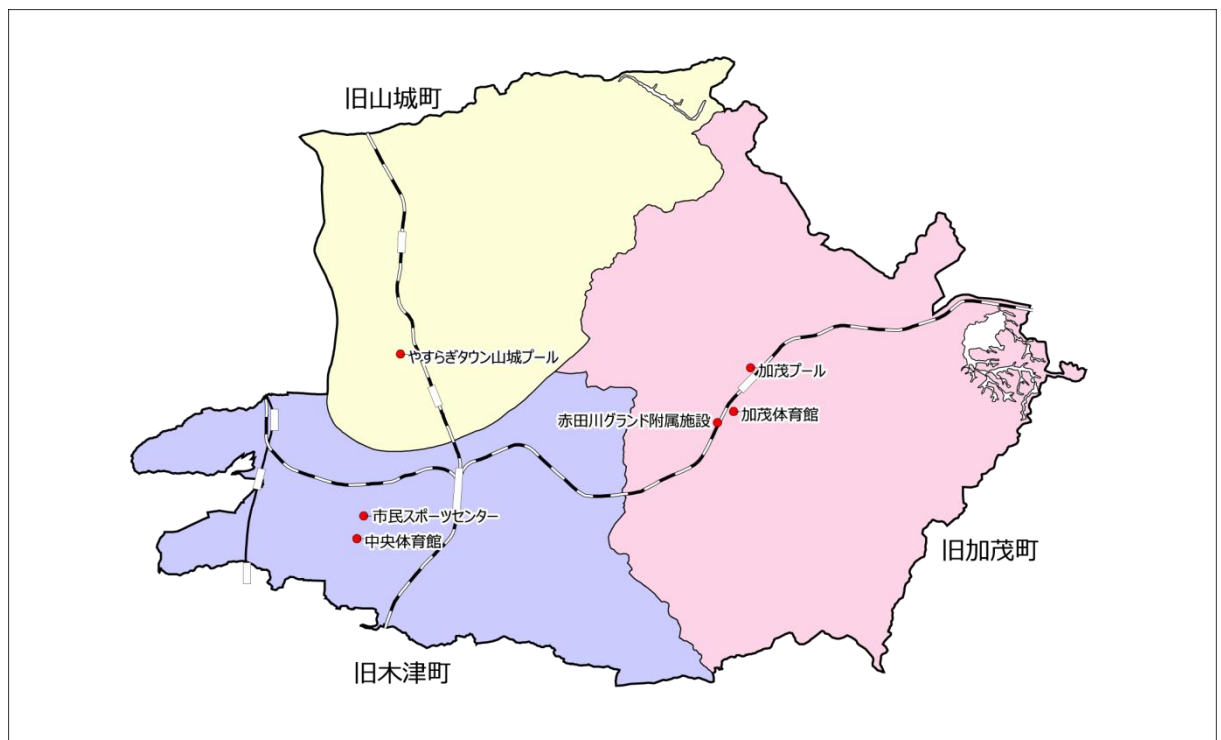 旧山城町
やすらぎタウン山城プール
加茂プール
加茂体育館
赤田川グランド附属施設
市民スポーツセンター
中央体育館
旧加茂町
旧木津町